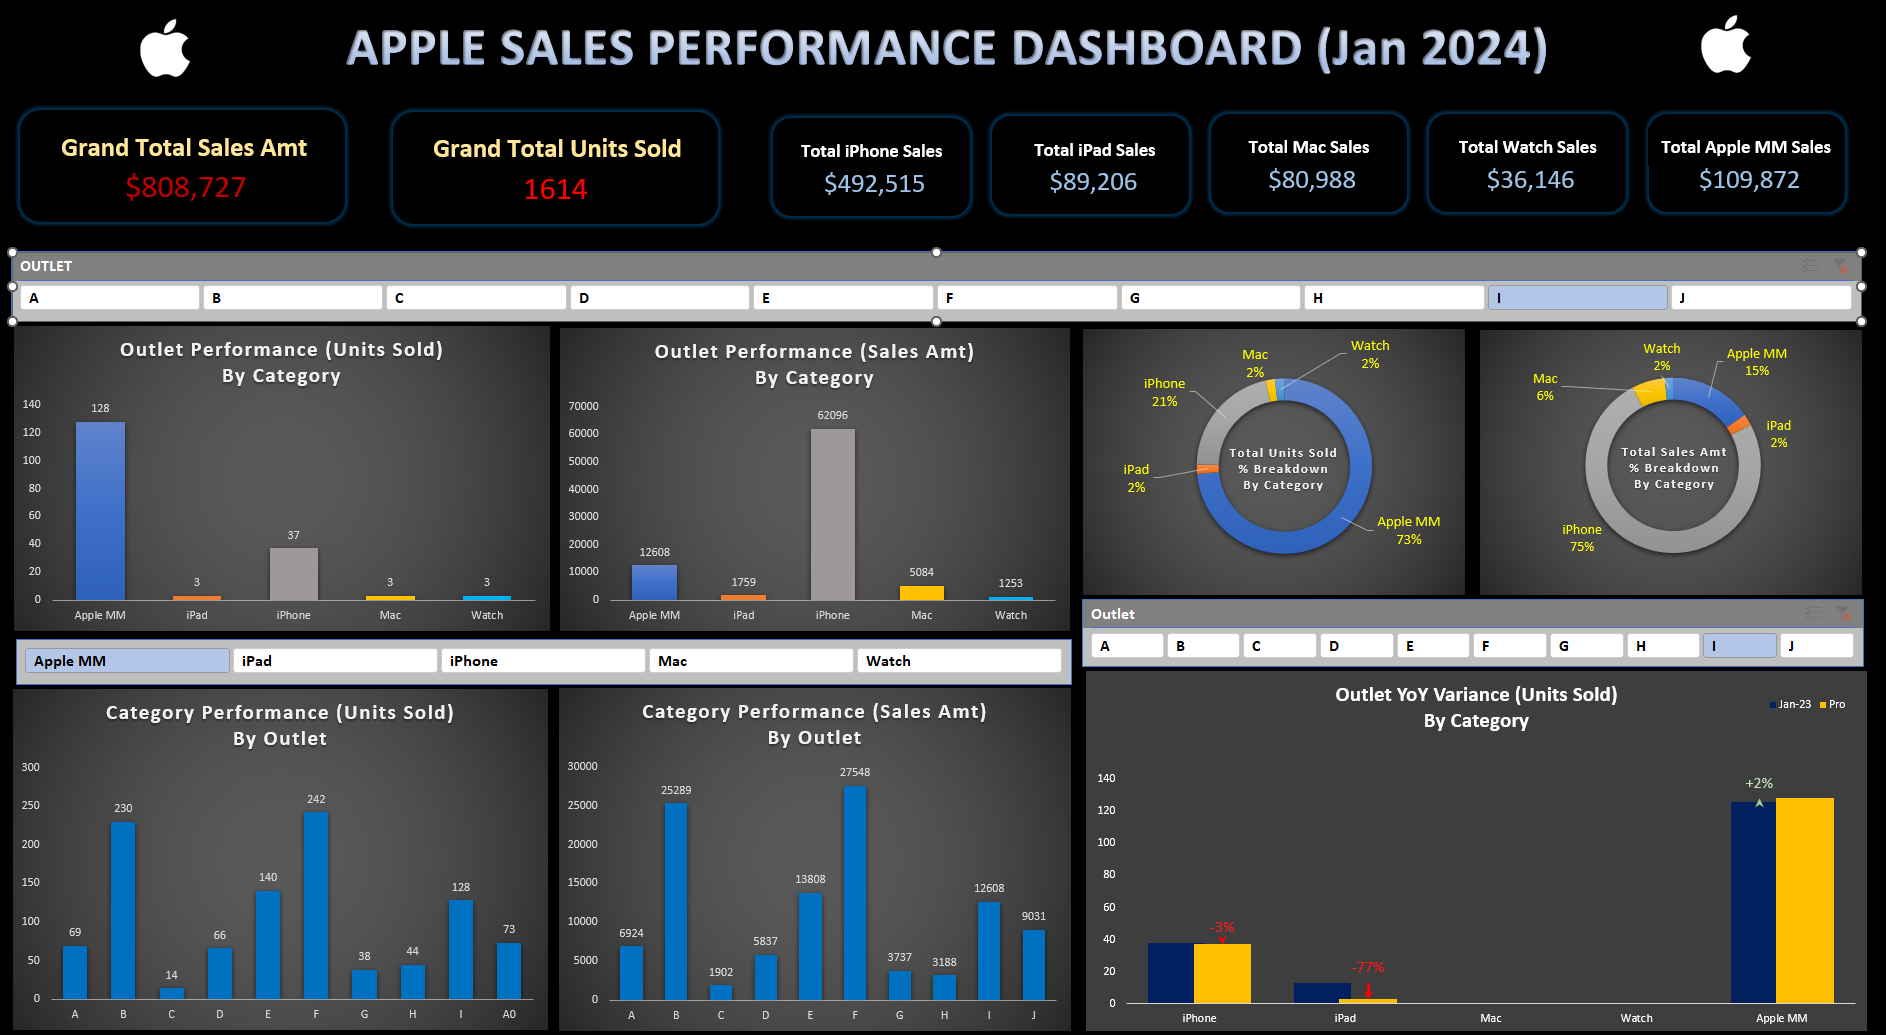 APPLE SALES PERFORMANCE DASHBOARD (Jan 2024)
Grand Total Sales Amt
$808,727
Grand Total Units Sold
1614
Total iPhone Sales
$492,515
Total iPad Sales
$89,206
Total Mac Sales
$80,988
Total Watch Sales
$36,146
Total Apple MM Sales
$109,872
OUTLET
A B C D E F G H I J
Outlet Performance (Units Sold)
By Category
140
120
100
80
60
40
20
0
128
3
37
3
3
Apple MM iPad iPhone Mac Watch
Outlet Performance (Sales Amt)
By Category
70000
60000
50000
40000
30000
20000
10000
0
12608
1759
62096
5084
1253
Apple MM iPad iPhone Mac Watch
Watch
2%
Mac
2%
iPhone
21%
iPad
2%
Apple MM
73%
Total Units Sold
% Breakdown
By Category
Watch
2%
Apple MM
15%
Mac
6%
iPad
2%
iPhone
75%
Total Sales Amt
% Breakdown
By Category
Apple MM iPad iPhone Mac Watch
Outlet
A B C D E F G H I J
Category Performance (Units Sold)
By Outlet
300
250
200
150
100
50
0
69
230
14
66
140
242
38
44
128
73
A B C D E F G H I A0
Category Performance (Sales Amt)
By Outlet
30000
25000
20000
15000
10000
5000
0
6924
25289
1902
5837
13808
27548
3737
3188
12608
9031
A B C D E F G H I J
Outlet YoY Variance (Units Sold)
By Category
Jan-23 Pro
140
120
100
80
60
40
20
0
-3%
-77%
+2%
iPhone iPad Mac Watch Apple MM